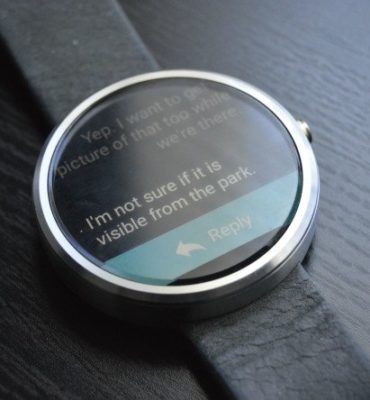 Yep. I want to get
picture of that too while
we're there.
I'm not sure if it is
visible from the park.
Reply